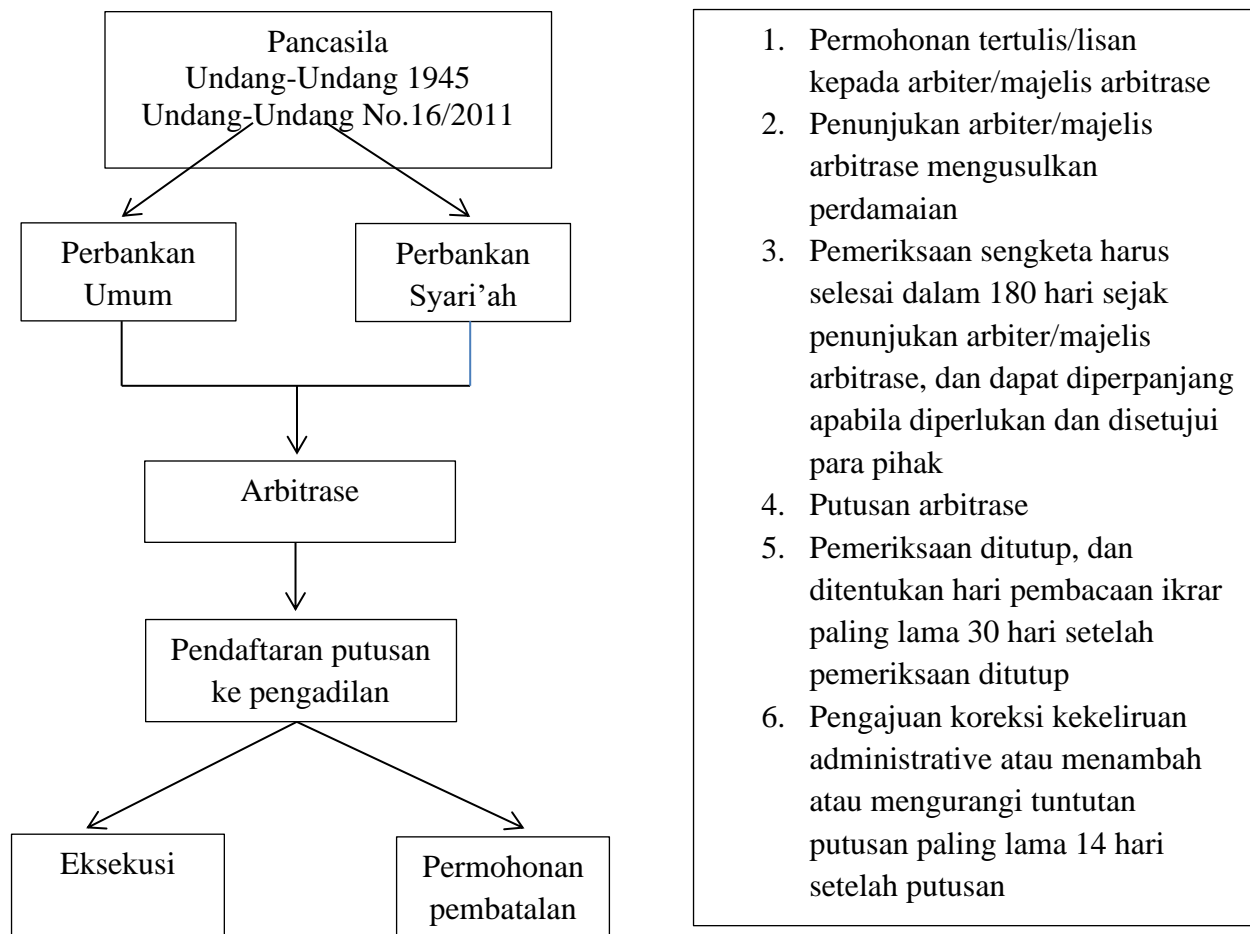 Pancasila
Undang-Undang 1945
Undang-Undang No.16/2011
Perbankan
Umum
Perbankan
Syari’ah
Arbitrase
Pendaftaran putusan
ke pengadilan
Eksekusi
Permohonan
pembatalan
1. Permohonan tertulis/lisan
kepada arbiter/majelis arbitrase
2. Penunjukan arbiter/majelis
arbitrase mengusulkan
perdamaian
3. Pemeriksaan sengketa harus
selesai dalam 180 hari sejak
penunjukan arbiter/majelis
arbitrase, dan dapat diperpanjang
apabila diperlukan dan disetujui
para pihak
4. Putusan arbitrase
5. Pemeriksaan ditutup, dan
ditentukan hari pembacaan ikrar
paling lama 30 hari setelah
pemeriksaan ditutup
6. Pengajuan koreksi kekeliruan
administrative atau menambah
atau mengurangi tuntutan
putusan paling lama 14 hari
setelah putusan